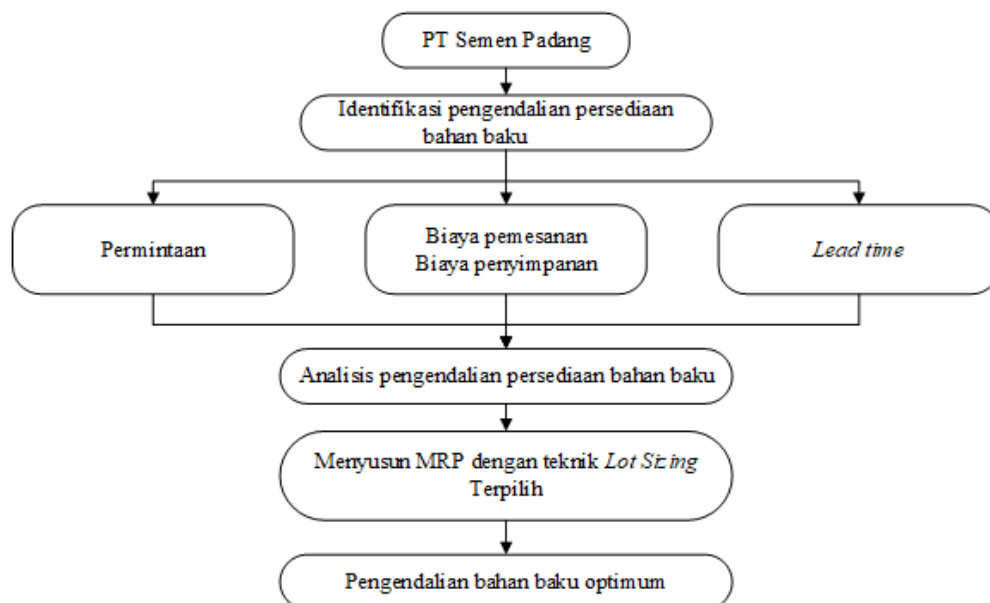 PT Semen Padang
Identifikasi pengendalian persediaan
bahan baku
Permintaan
Biaya pemesanan
Biaya penyimpanan
Lead time
Analisis pengendalian persediaan bahan baku
Menyusun MRP dengan teknik Lot Sizing
Terpilih
Pengendalian bahan baku optimum